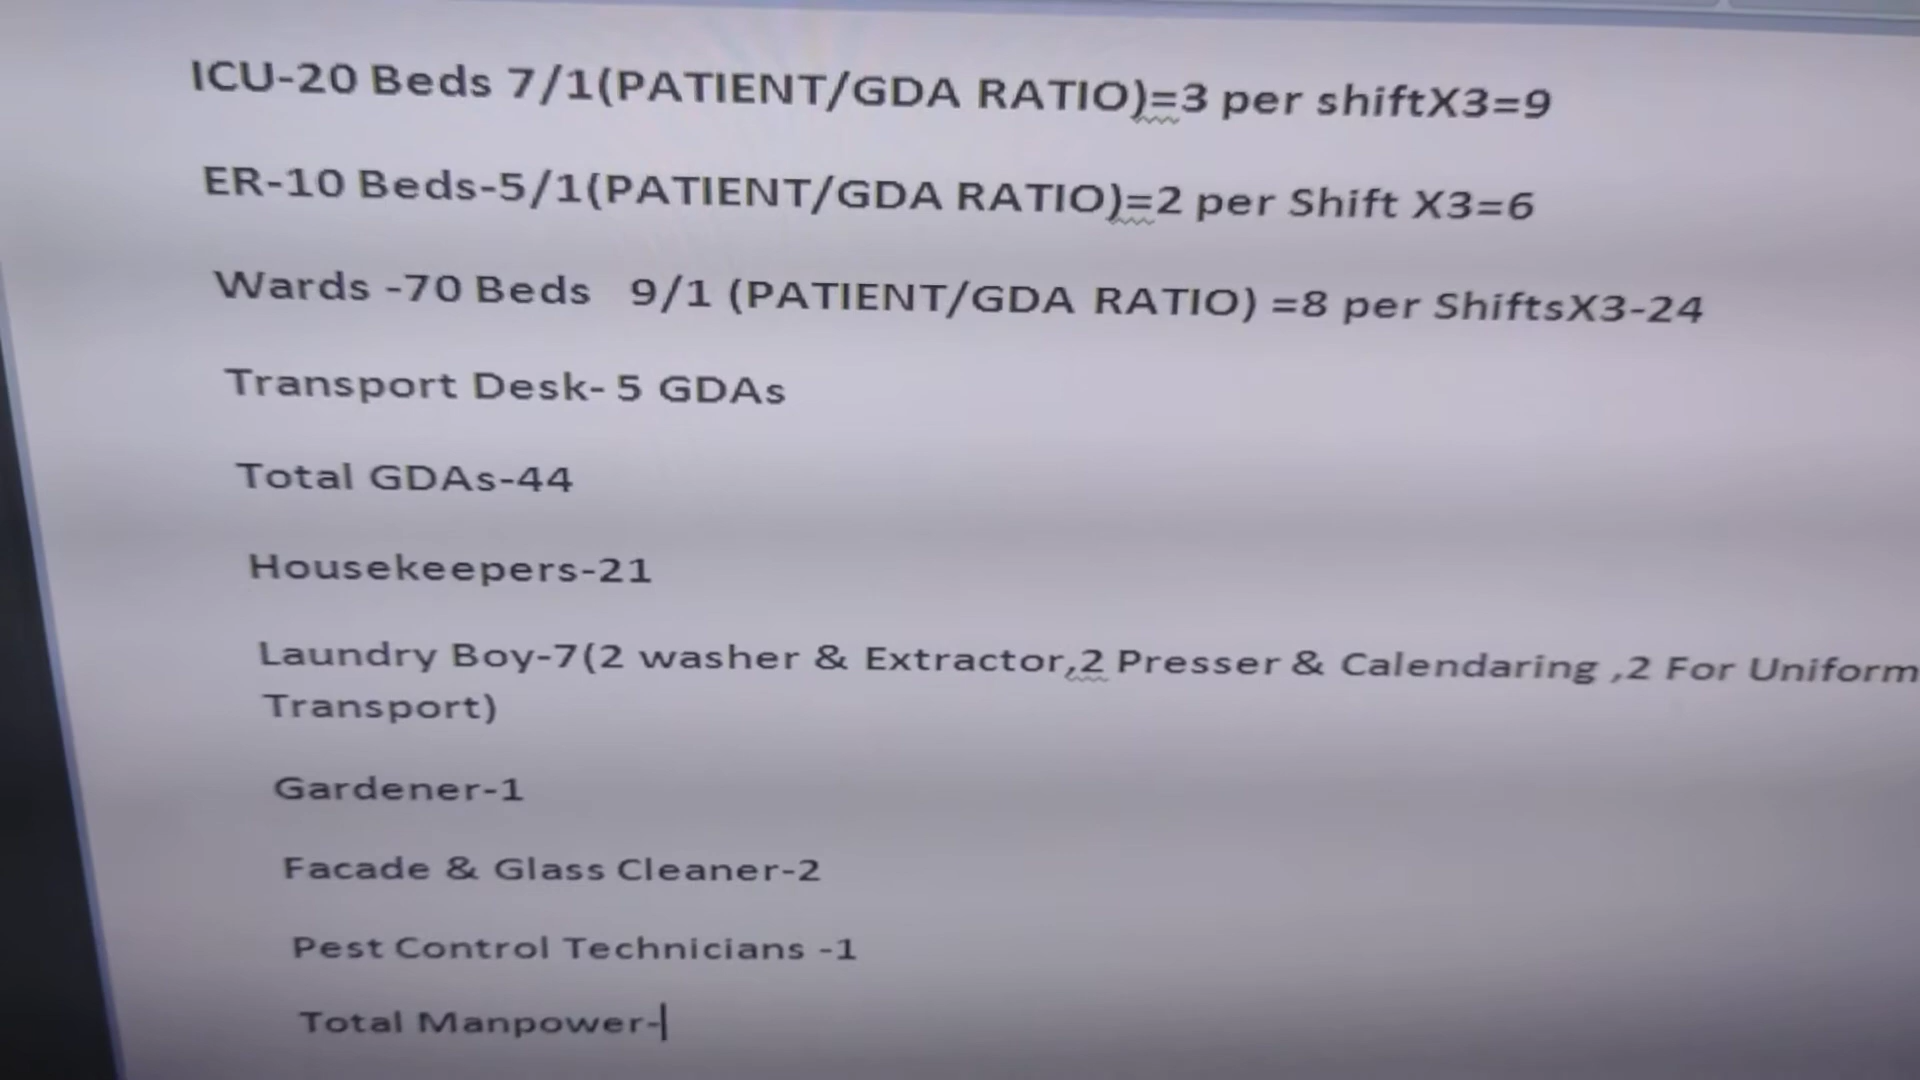 ICU-20 Beds 7/1(PATIENT/GDA RATIO)=3 per shiftX3=9
ER-10 Beds-5/1(PATIENT/GDA RATIO)=2 per Shift X3=6
Wards -70 Beds 9/1 (PATIENT/GDA RATIO) =8 per ShiftsX3-24
Transport Desk- 5 GDAs
Total GDAs-44
Housekeepers-21
Laundry Boy-7(2 washer & Extractor,2 Presser & Calendaring ,2 For Uniform
Transport)
Gardener-1
Facade & Glass Cleaner-2
Pest Control Technicians -1
Total Manpower-